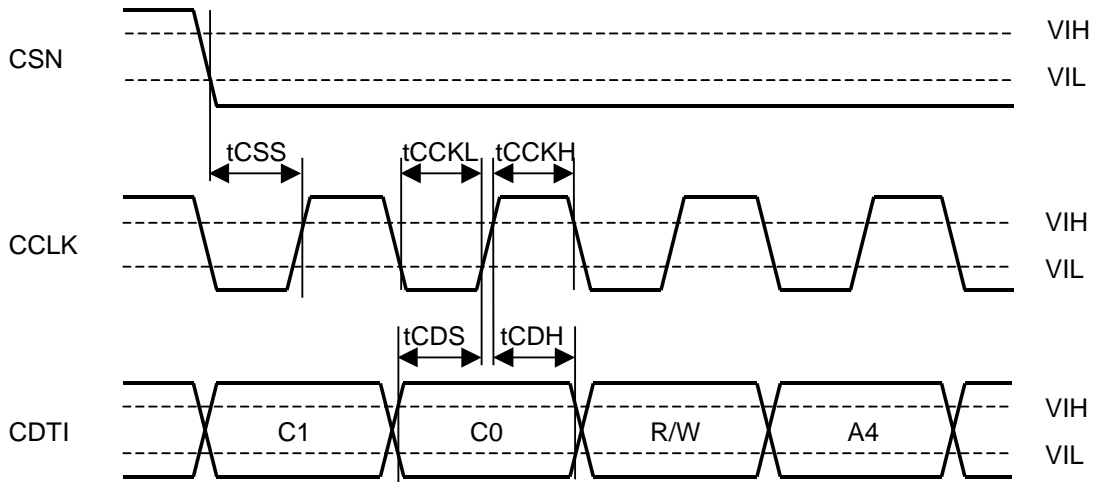 CSN
VIH
VIL
tCSS
tCCKL
tCCKH
CCLK
VIH
VIL
tCDS
tCDH
CDTI
C1
C0
R/W
A4
VIH
VIL